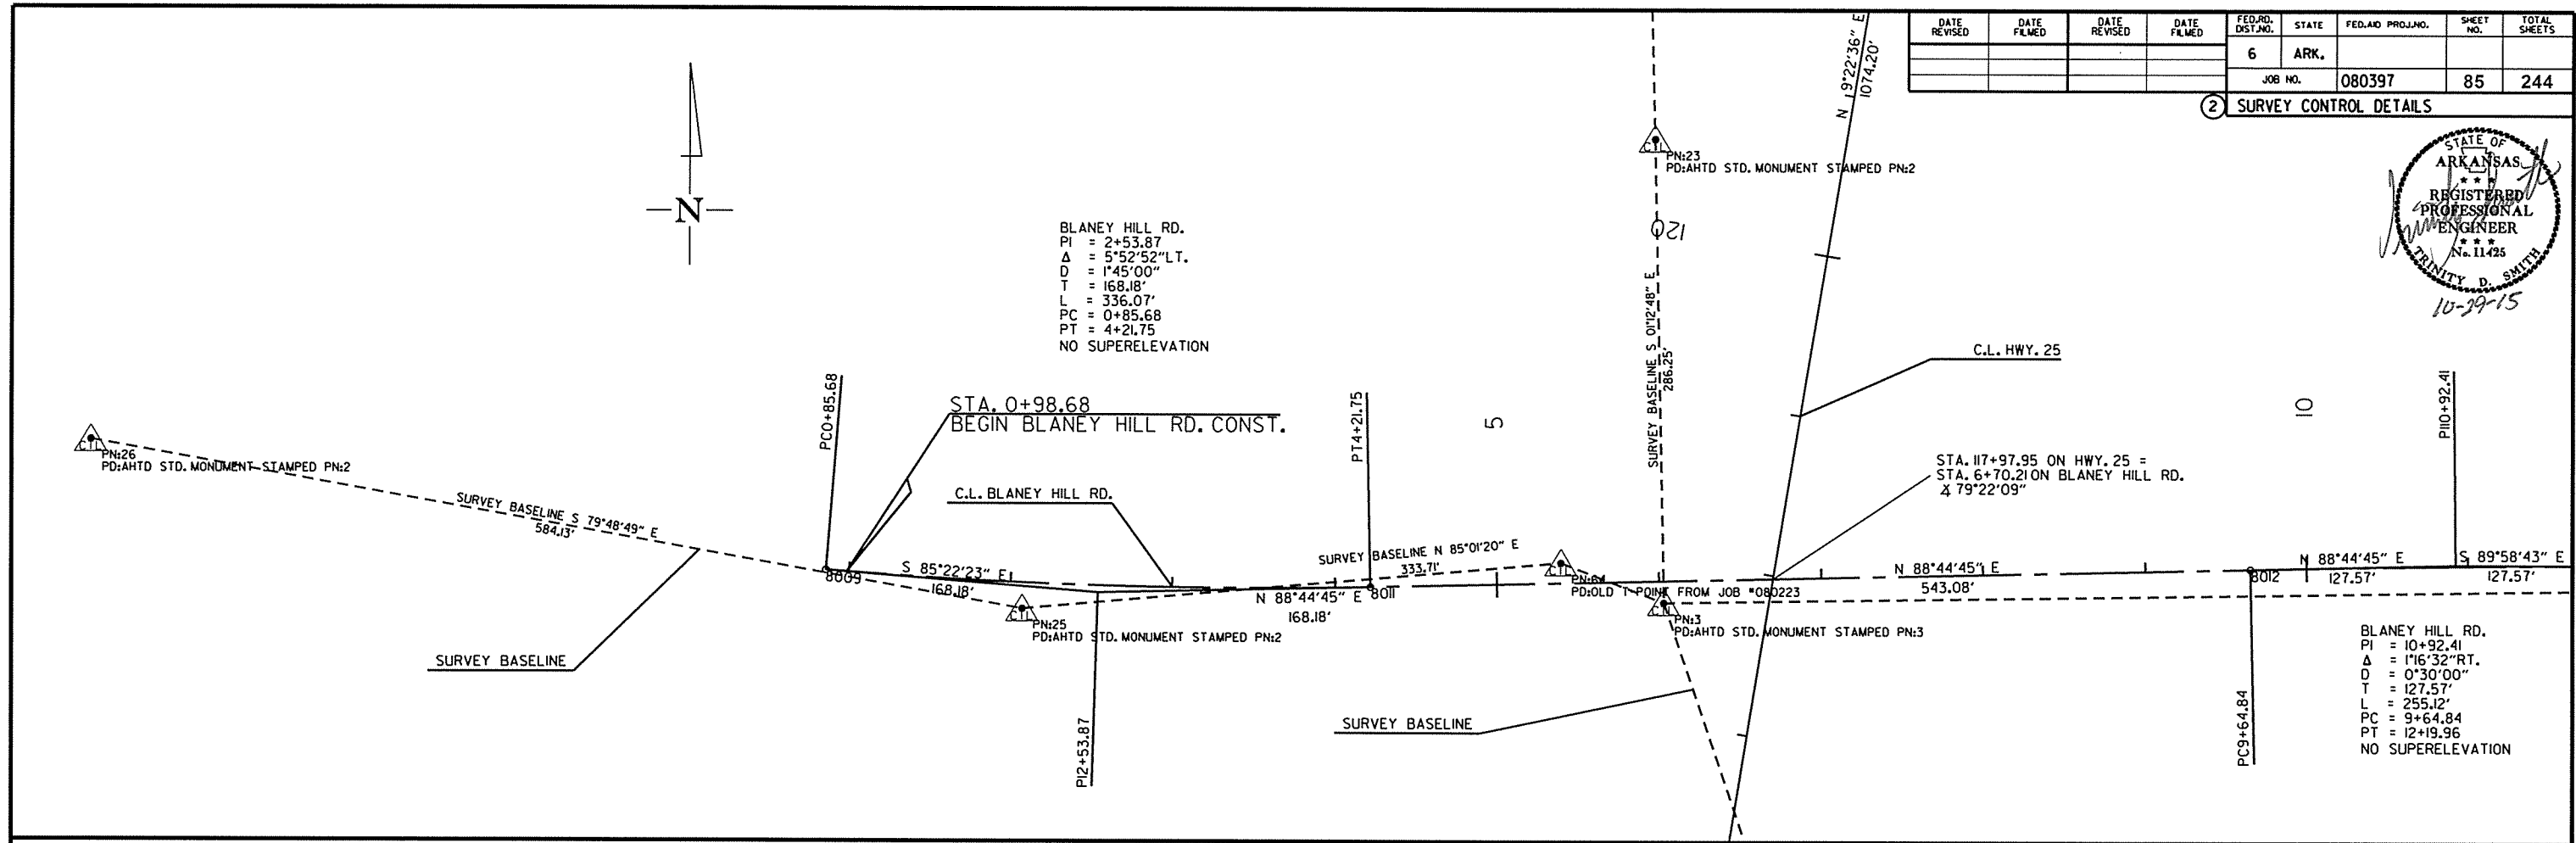 DATE REVISED
DATE FILMED
DATE REVISED
DATE FILMED
FED.RD. DIST.NO.
STATE
FED.AID PROJ.NO.
SHEET NO.
TOTAL SHEETS
6
ARK.
JOB NO.
080397
85
244
2
SURVEY CONTROL DETAILS
STATE OF
ARKANSAS
REGISTERED
PROFESSIONAL
ENGINEER
No. 11425
TRINITY D. SMITH
N
BLANEY HILL RD.
PI = 2+53.87
Δ = 5°52'52"LT.
D = 1°45'00"
T = 168.18'
L = 336.07'
PC = 0+85.68
PT = 4+21.75
NO SUPERELEVATION
CTL
PN:23
PD:AHTD STD. MONUMENT STAMPED PN:2
120
SURVEY BASELINE S 01°12'48" E
286.25'
N 19°22'36" E
1074.20'
C.L. HWY. 25
CTL
PN:26
PD:AHTD STD. MONUMENT STAMPED PN:2
SURVEY BASELINE S 79°48'49" E
584.13'
PC0+85.68
STA. 0+98.68
BEGIN BLANEY HILL RD. CONST.
C.L. BLANEY HILL RD.
PT4+21.75
5
STA. 117+97.95 ON HWY. 25 =
STA. 6+70.21 ON BLANEY HILL RD.
∡ 79°22'09"
10
PI10+92.41
8009
S 85°22'23" E
168.18'
CTL
PN:25
PD:AHTD STD. MONUMENT STAMPED PN:2
SURVEY BASELINE N 85°01'20" E
333.71'
N 88°44'45" E
168.18'
8011
CTL
PD:OLD T POINT FROM JOB #080223
PN:3
PD:AHTD STD. MONUMENT STAMPED PN:3
N 88°44'45" E
543.08'
8012
N 88°44'45" E
127.57'
S 89°58'43" E
127.57'
SURVEY BASELINE
PI2+53.87
SURVEY BASELINE
PC9+64.84
BLANEY HILL RD.
PI = 10+92.41
Δ = 1°16'32"RT.
D = 0°30'00"
T = 127.57'
L = 255.12'
PC = 9+64.84
PT = 12+19.96
NO SUPERELEVATION